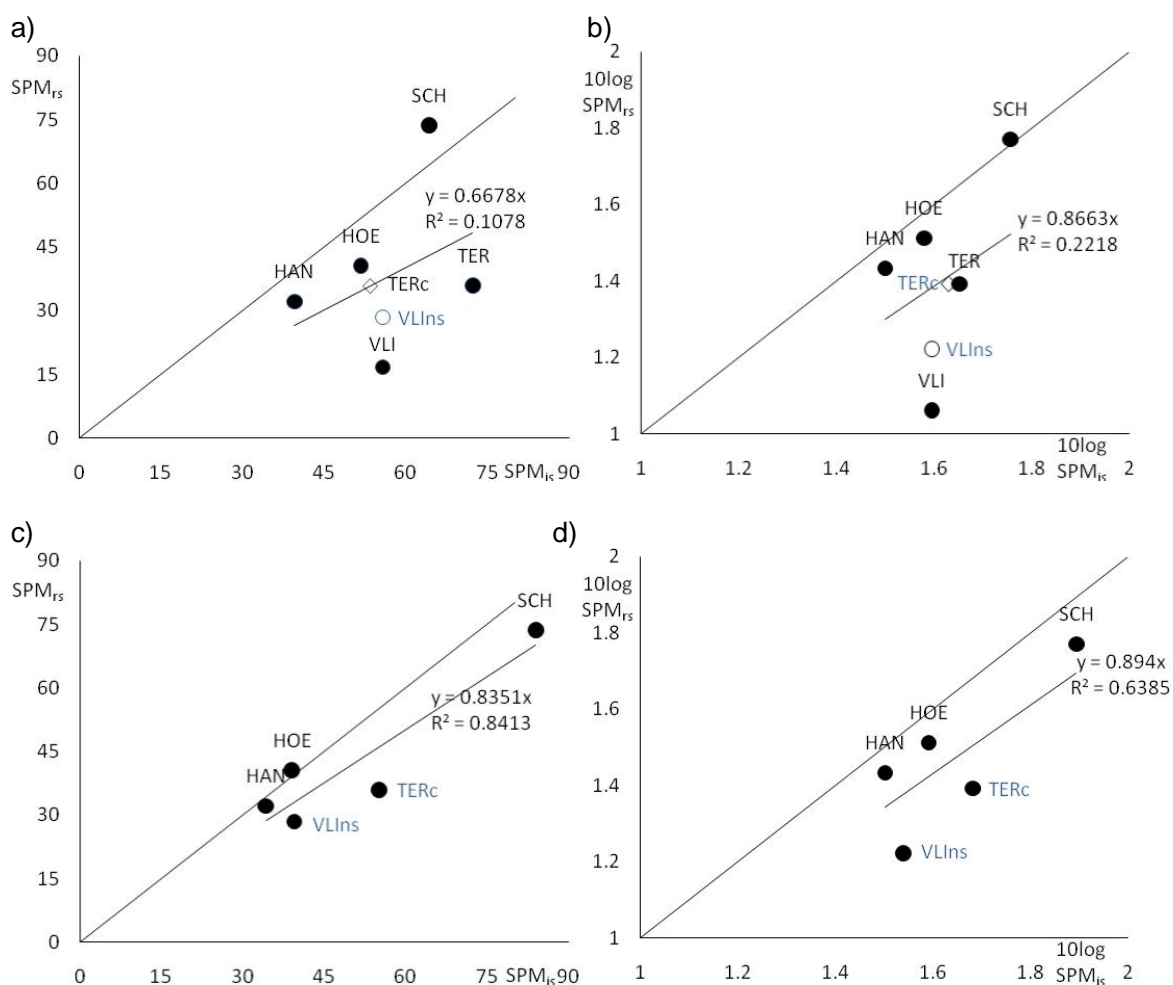 a)
90
SPMrs
75
60
45
30
15
0
SCH
y = 0.6678x
R² = 0.1078
HOE
TER
HAN
TERc
VLIns
VLI
0 15 30 45 60 75 SPMis 90
b)
2
10log
SPMrs
1.8
1.6
1.4
1.2
1
SCH
HOE
y = 0.8663x
R² = 0.2218
HAN
TER
TERc
VLIns
VLI
10log
1 1.2 1.4 1.6 1.8 SPMis 2
c)
90
SPMrs
75
60
45
30
15
0
SCH
y = 0.8351x
R² = 0.8413
HOE
HAN
TERc
VLIns
0 15 30 45 60 75 SPMis 90
d)
2
10log
SPMrs
1.8
1.6
1.4
1.2
1
SCH
y = 0.894x
R² = 0.6385
HOE
HAN
TERc
VLIns
10log
1 1.2 1.4 1.6 1.8 SPMis 2